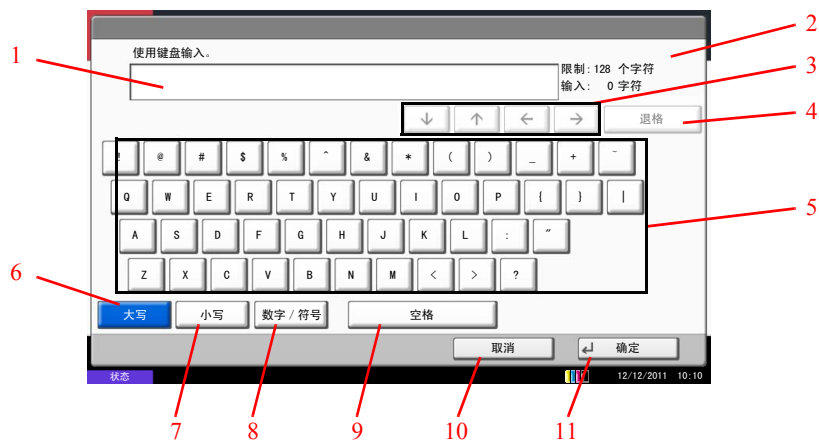 使用键盘输入。
限制: 128 个字符
输入: 0 字符
退格
! @ # $ % ^ & * ( ) _ + ~
Q W E R T Y U I O P { } |
A S D F G H J K L : "
Z X C V B N M < > ?
大写 小写 数字 / 符号 空格
取消 确定
状态 12/12/2011 10:10
1
2
3
4
5
6
7
8
9
10
11